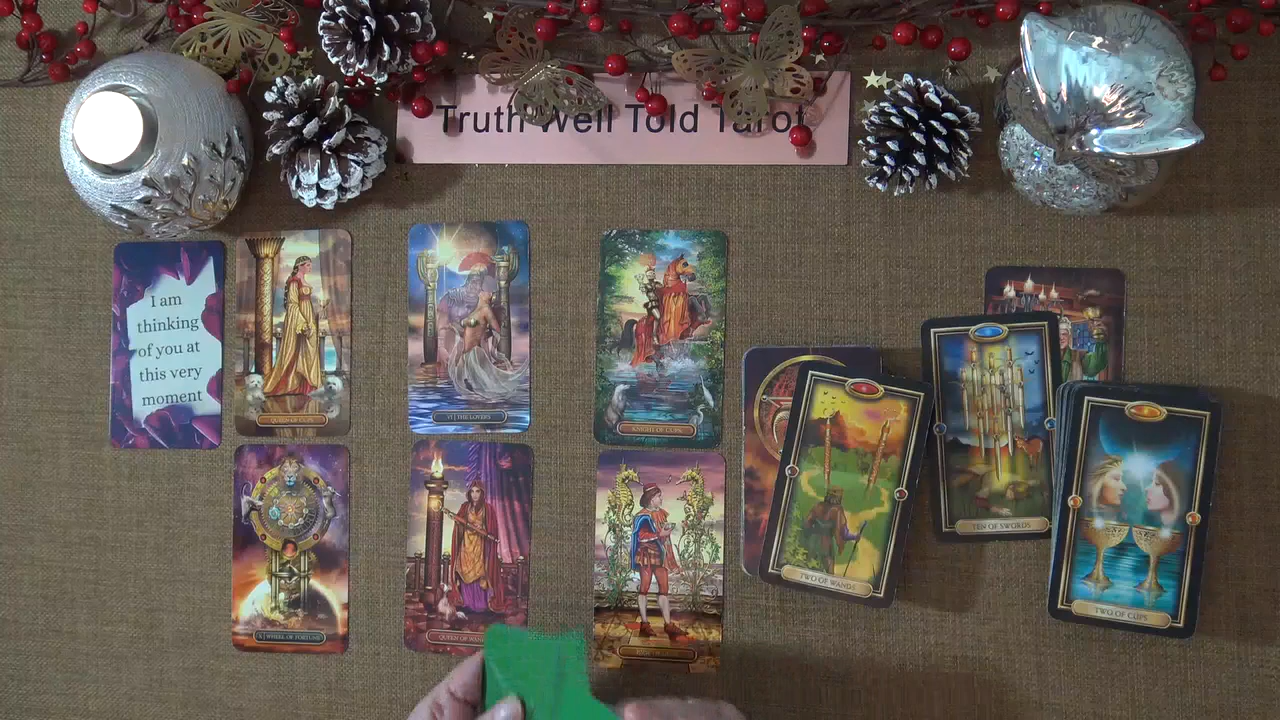 Truth Well Told Tarot
I am
thinking
of you at
this very
moment
QUEEN OF CUPS
VI | THE LOVERS
KNIGHT OF CUPS
X | WHEEL OF FORTUNE
QUEEN OF
TWO OF WANDS
TEN OF SWORDS
TWO OF CUPS